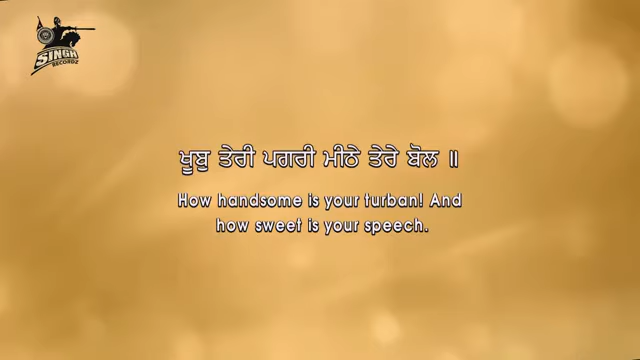 SINGH
RECORDZ
ਖੂਬੁ ਤੇਰੀ ਪਗਰੀ ਮੀਠੇ ਤੇਰੇ ਬੋਲ ॥
How handsome is your turban! And
how sweet is your speech.